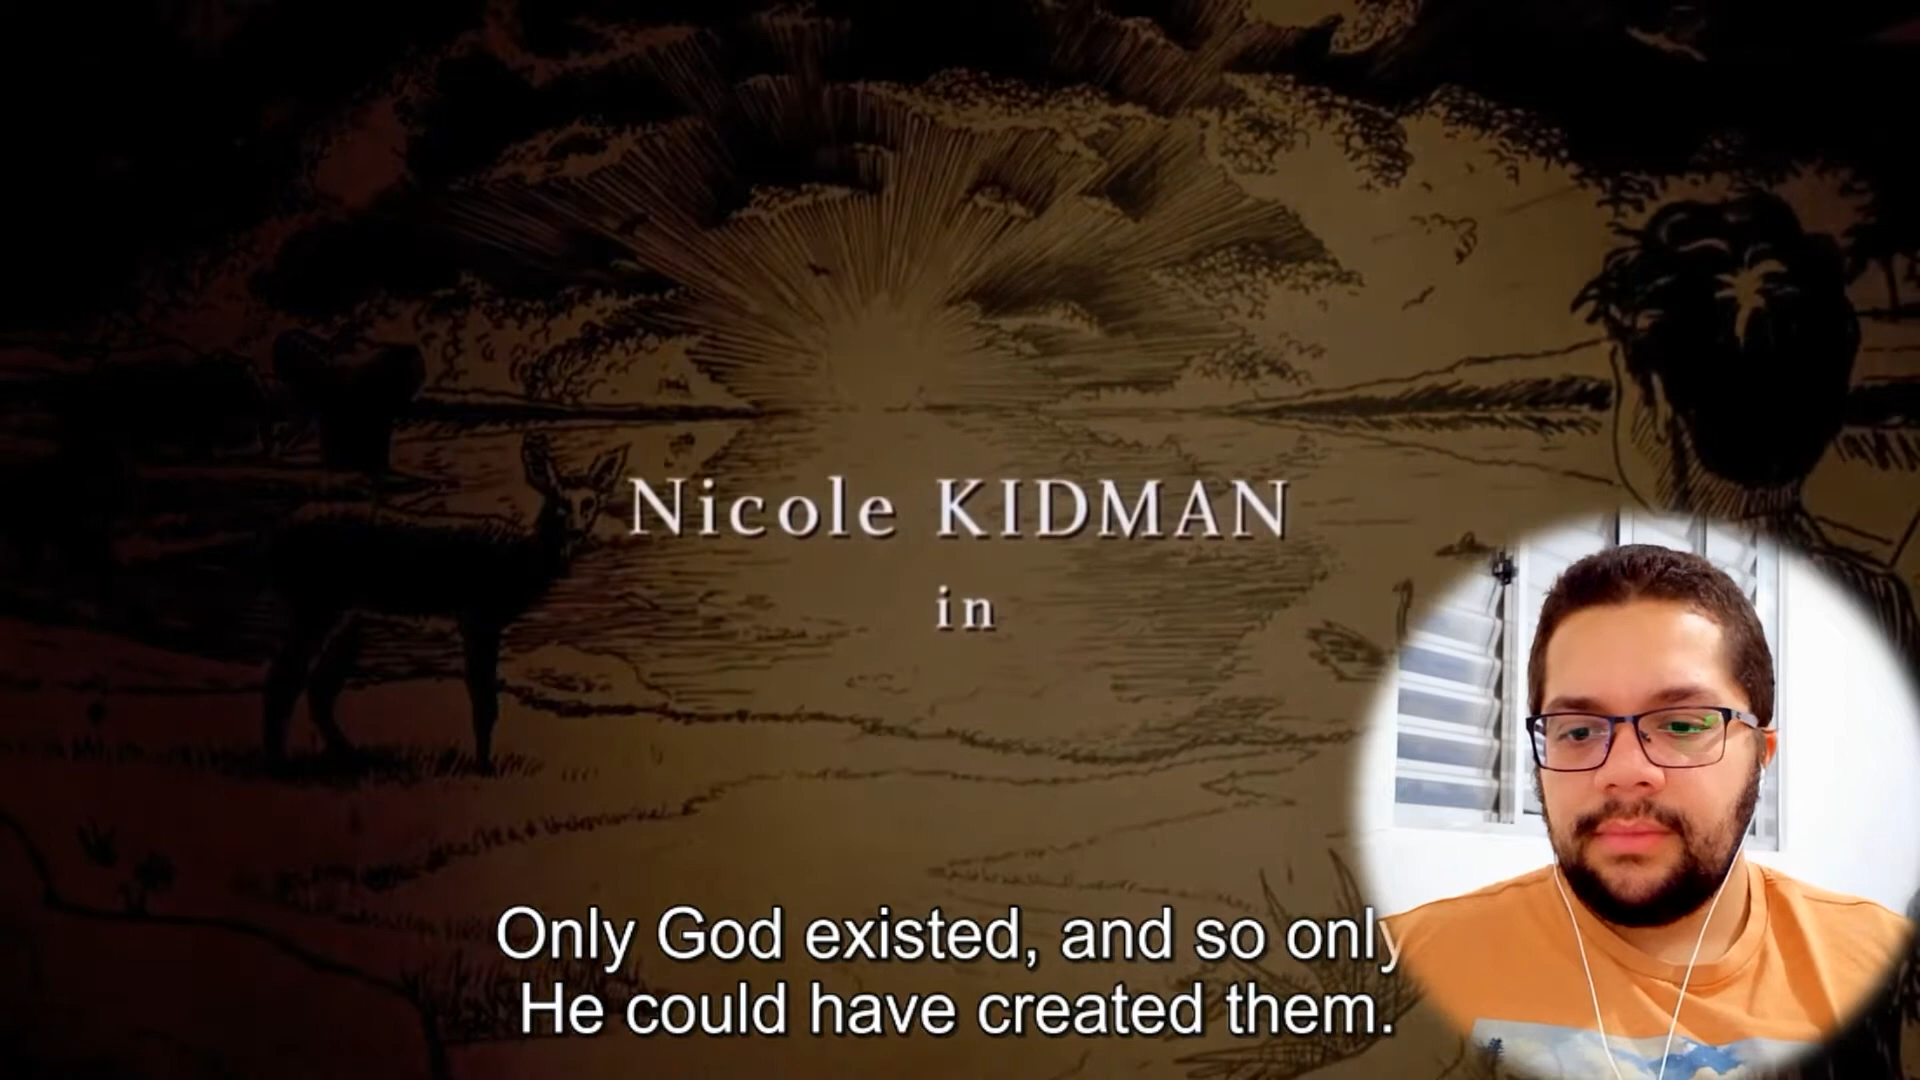 Nicole KIDMAN
in
Only God existed, and so only
He could have created them.